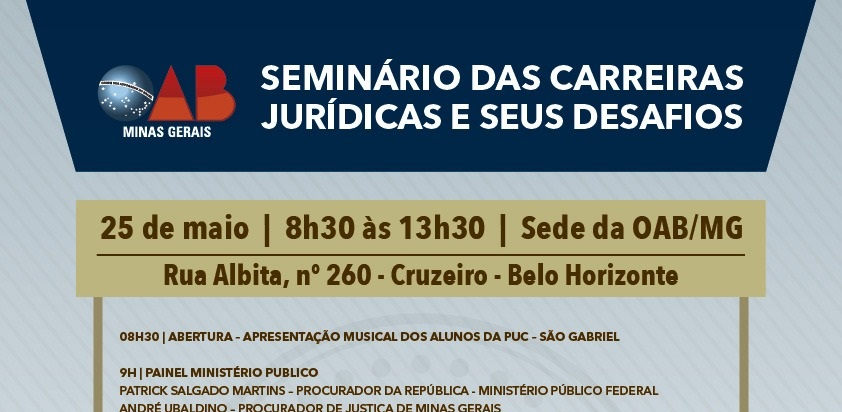 OAB
MINAS GERAIS
SEMINÁRIO DAS CARREIRAS
JURÍDICAS E SEUS DESAFIOS
25 de maio | 8h30 às 13h30 | Sede da OAB/MG
Rua Albita, nº 260 - Cruzeiro - Belo Horizonte
08H30 | ABERTURA – APRESENTAÇÃO MUSICAL DOS ALUNOS DA PUC – SÃO GABRIEL
9H | PAINEL MINISTÉRIO PUBLICO
PATRICK SALGADO MARTINS – PROCURADOR DA REPÚBLICA - MINISTÉRIO PÚBLICO FEDERAL
ANDRÉ UBALDINO – PROCURADOR DE JUSTIÇA DE MINAS GERAIS